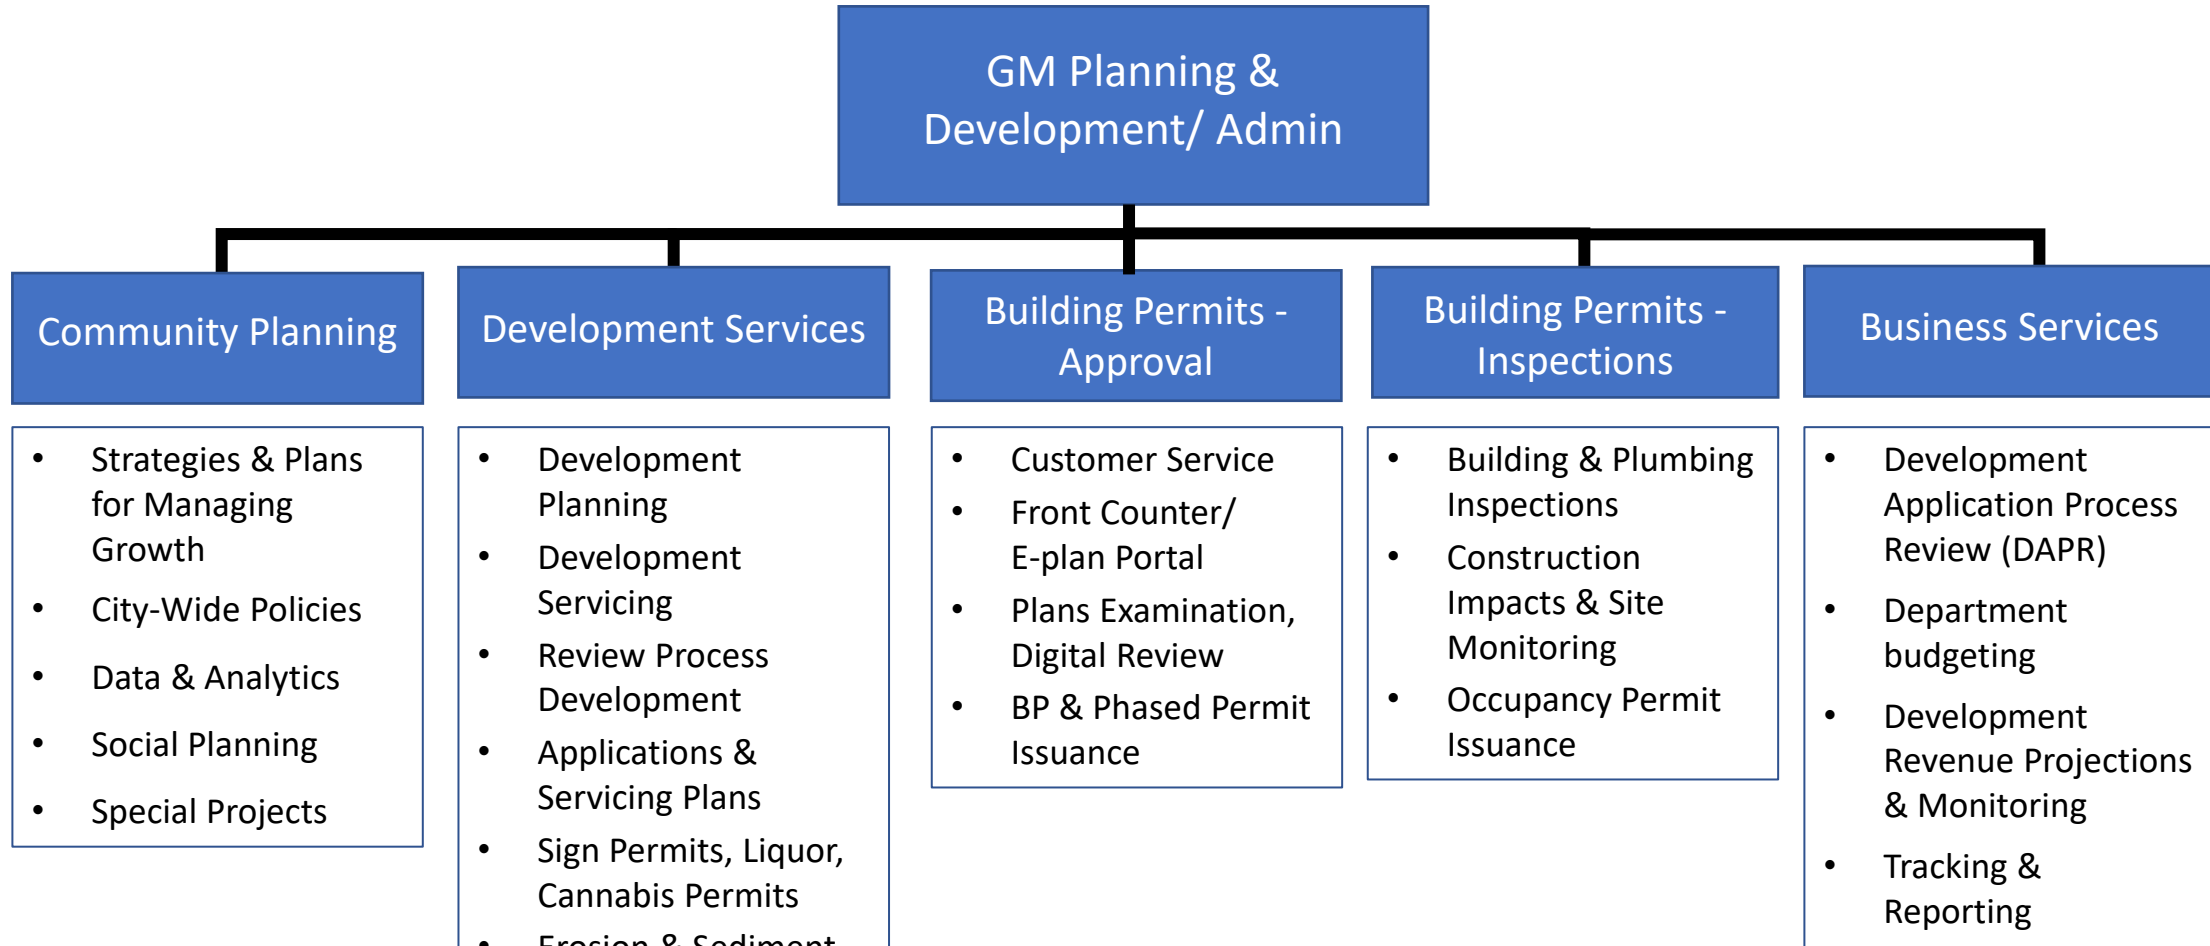 GM Planning &
Development/ Admin
Community Planning
• Strategies & Plans
for Managing
Growth
• City-Wide Policies
• Data & Analytics
• Social Planning
• Special Projects
Development Services
• Development
Planning
• Development
Servicing
• Review Process
Development
• Applications &
Servicing Plans
• Sign Permits, Liquor,
Cannabis Permits
• Erosion & Sediment
Building Permits -
Approval
• Customer Service
• Front Counter/
E-plan Portal
• Plans Examination,
Digital Review
• BP & Phased Permit
Issuance
Building Permits -
Inspections
• Building & Plumbing
Inspections
• Construction
Impacts & Site
Monitoring
• Occupancy Permit
Issuance
Business Services
• Development
Application Process
Review (DAPR)
• Department
budgeting
• Development
Revenue Projections
& Monitoring
• Tracking &
Reporting